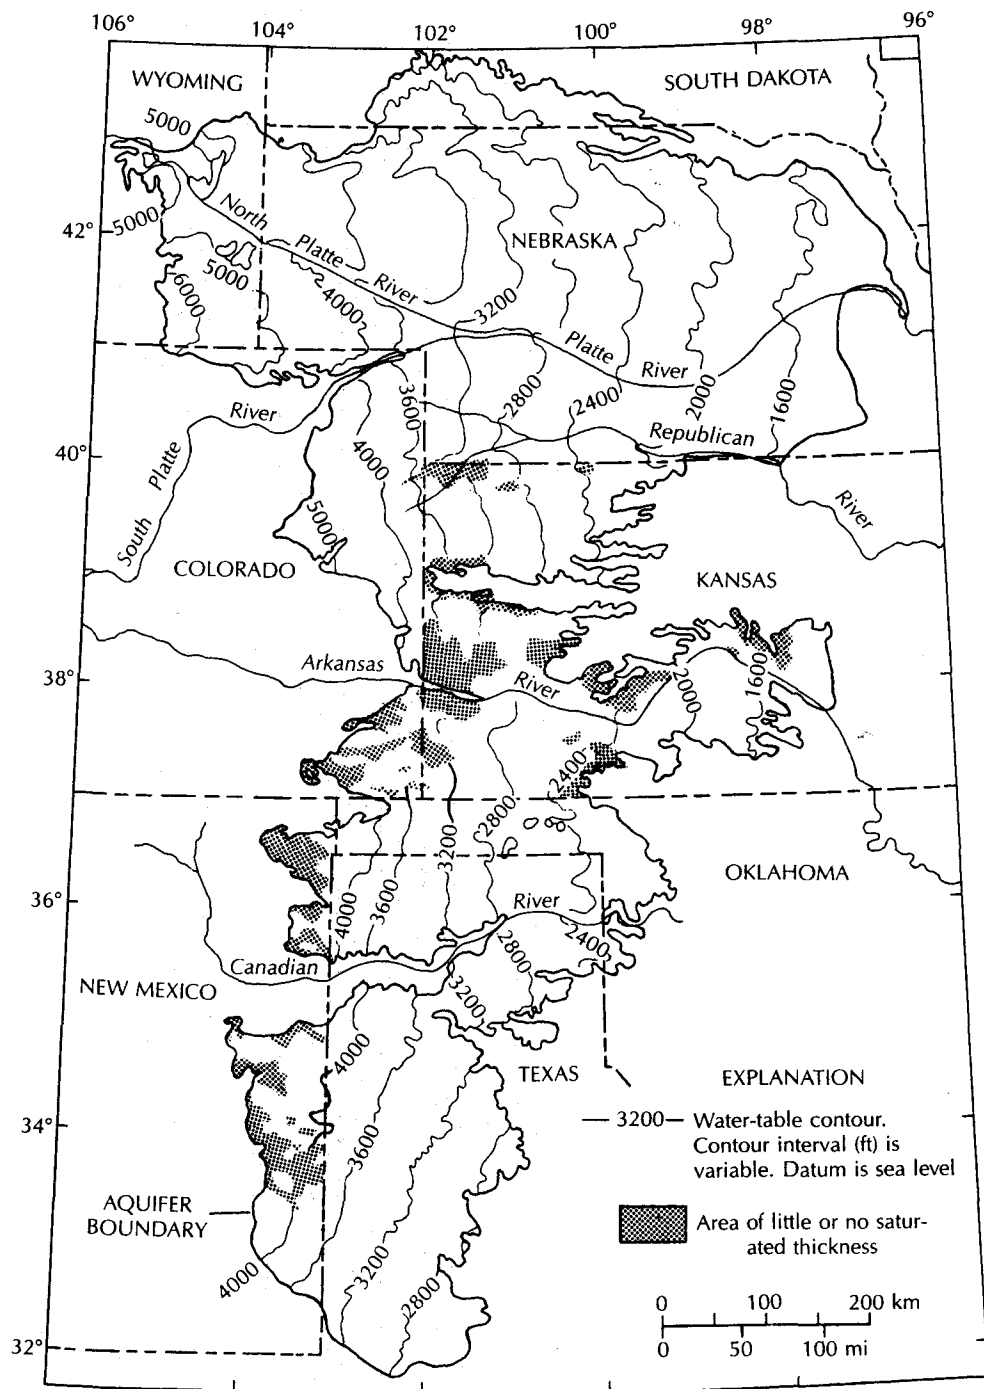 106°
104°
102°
100°
98°
96°
WYOMING
SOUTH DAKOTA
5000
North
42°
5000
NEBRASKA
Platte
5000
River
6000
4000
3200
Platte
River
3600
2800
2400
2000
1600
River
Republican
4000
40°
Platte
5000
River
South
COLORADO
KANSAS
Arkansas
38°
River
2000
1600
2400
2800
3200
OKLAHOMA
36°
4000
3600
River
2400
2800
Canadian
NEW MEXICO
3200
4000
TEXAS
EXPLANATION
34°
3200 Water-table contour.
Contour interval (ft) is
variable. Datum is sea level
3600
AQUIFER
BOUNDARY
Area of little or no satur-
ated thickness
4000
3200
2800
0 100 200 km
0 50 100 mi
32°